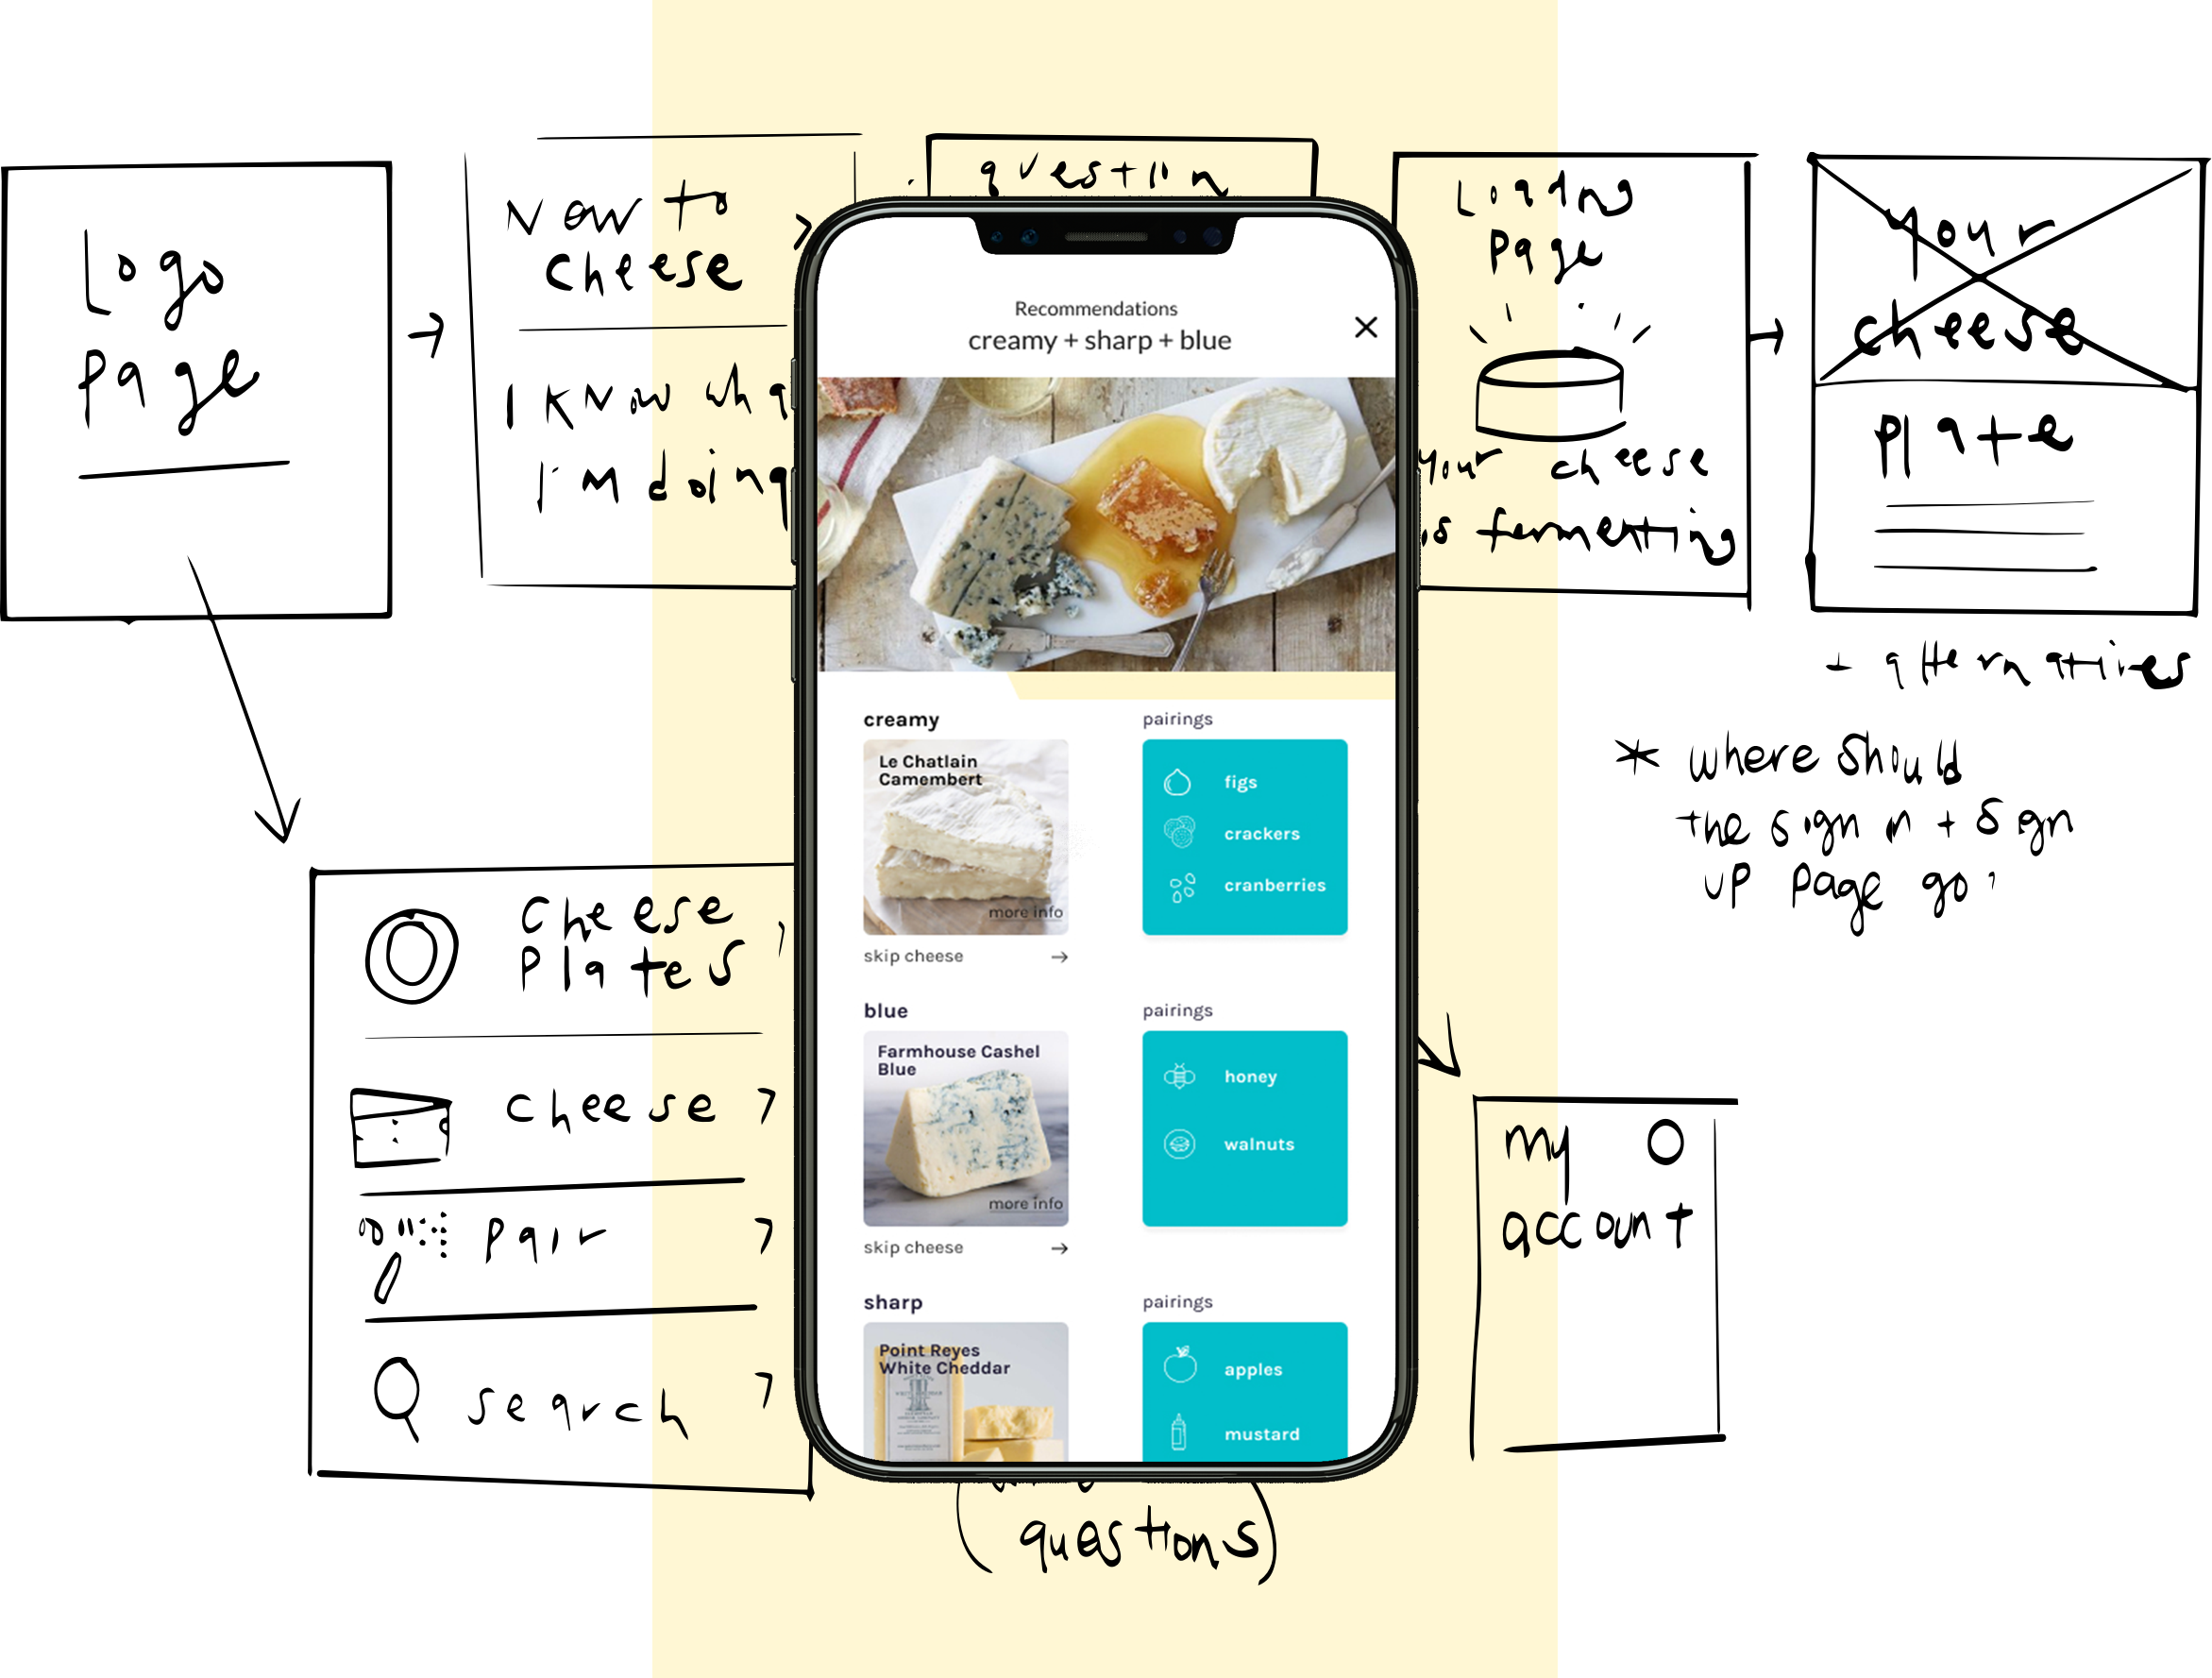 Logo
Page
New to
cheese
I know wha
I'm doing
question
Loading
Page
your cheese
is fermenting
your
cheese
plate
+ alternatives
* where should
the sign in + sign
up page go ?
Recommendations
creamy + sharp + blue
creamy
pairings
Le Chatlain
Camembert
more info
figs
crackers
cranberries
skip cheese
blue
pairings
Farmhouse Cashel
Blue
more info
honey
walnuts
skip cheese
sharp
pairings
Point Reyes
White Cheddar
apples
mustard
Cheese
Plates
cheese
pair
search
my
account
(questions)